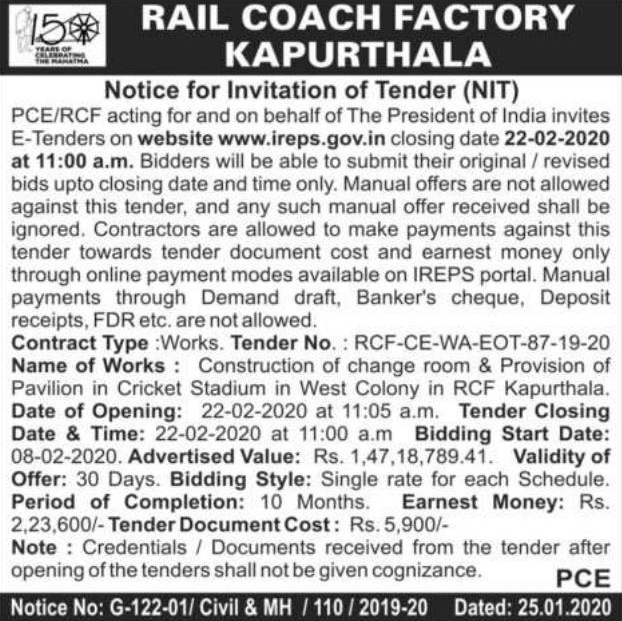 150
YEARS OF
CELEBRATING
THE MAHATMA
RAIL COACH FACTORY
KAPURTHALA
Notice for Invitation of Tender (NIT)
PCE/RCF acting for and on behalf of The President of India invites
E-Tenders on website www.ireps.gov.in closing date 22-02-2020
at 11:00 a.m. Bidders will be able to submit their original / revised
bids upto closing date and time only. Manual offers are not allowed
against this tender, and any such manual offer received shall be
ignored. Contractors are allowed to make payments against this
tender towards tender document cost and earnest money only
through online payment modes available on IREPS portal. Manual
payments through Demand draft, Banker's cheque, Deposit
receipts, FDR etc. are not allowed.
Contract Type :Works. Tender No. : RCF-CE-WA-EOT-87-19-20
Name of Works : Construction of change room & Provision of
Pavilion in Cricket Stadium in West Colony in RCF Kapurthala.
Date of Opening: 22-02-2020 at 11:05 a.m. Tender Closing
Date & Time: 22-02-2020 at 11:00 a.m Bidding Start Date:
08-02-2020. Advertised Value: Rs. 1,47,18,789.41. Validity of
Offer: 30 Days. Bidding Style: Single rate for each Schedule.
Period of Completion: 10 Months. Earnest Money: Rs.
2,23,600/- Tender Document Cost : Rs. 5,900/-
Note : Credentials / Documents received from the tender after
opening of the tenders shall not be given cognizance.
PCE
Notice No: G-122-01/ Civil & MH / 110 / 2019-20 Dated: 25.01.2020